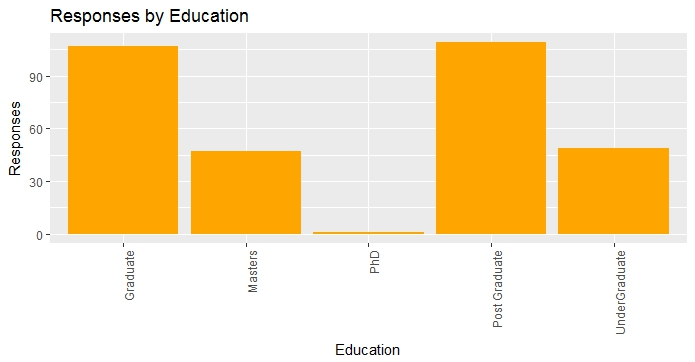 Responses by Education
Responses
90
60
30
0
Graduate
Masters
PhD
Post Graduate
UnderGraduate
Education